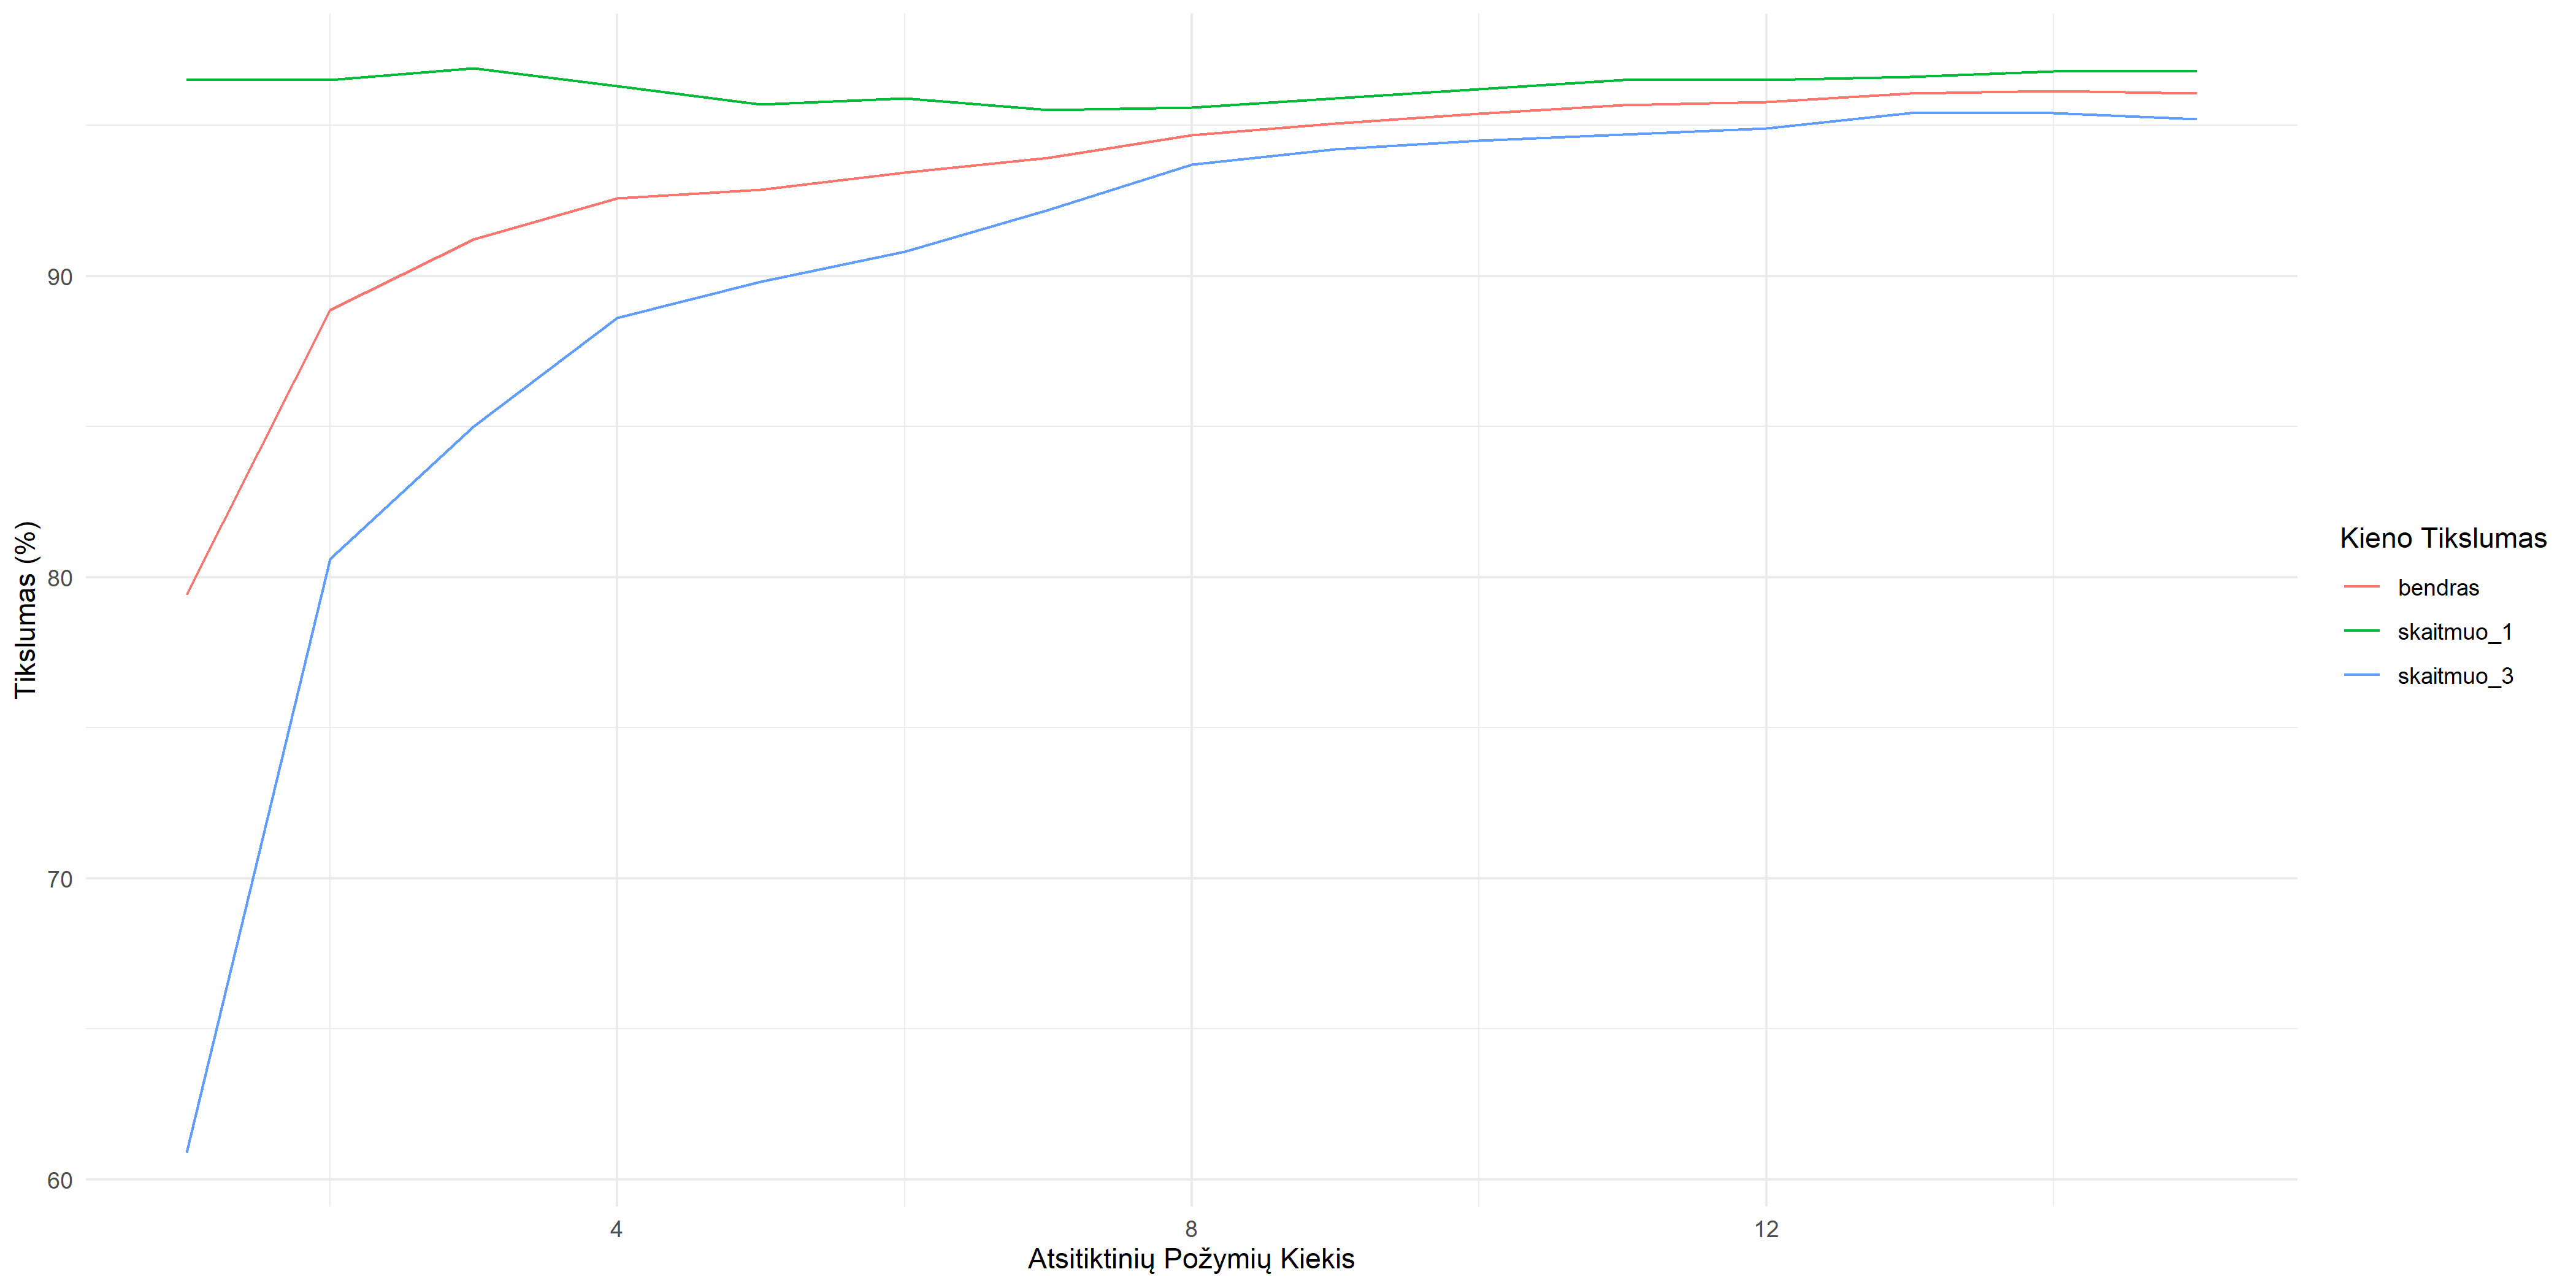 Tikslumas (%)
90
80
70
60
4
8
12
Atsitiktinių Požymių Kiekis
Kieno Tikslumas
bendras
skaitmuo_1
skaitmuo_3